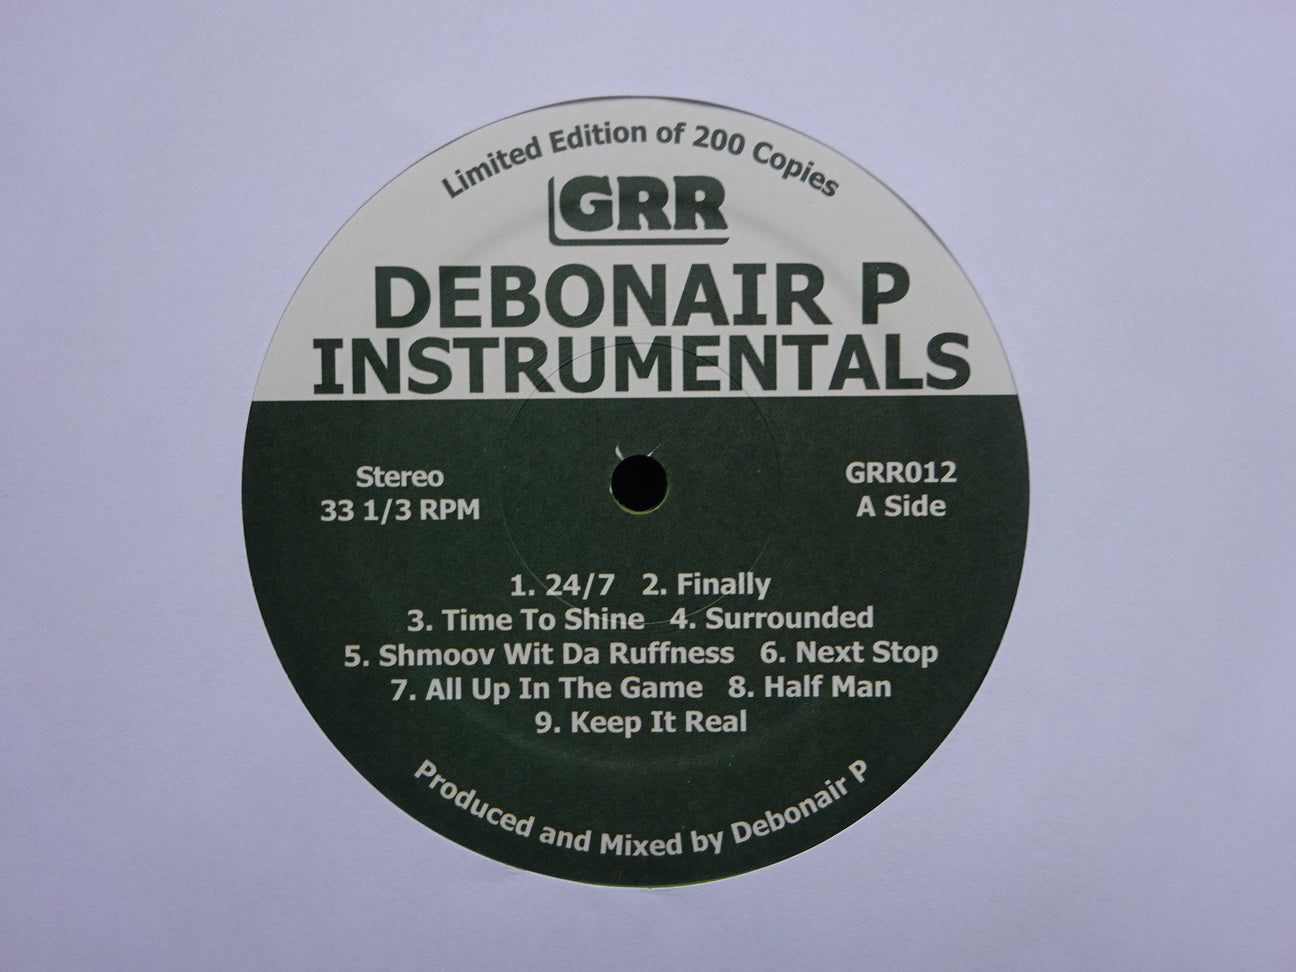 Limited Edition of 200 Copies
GRR
DEBONAIR P
INSTRUMENTALS
Stereo
33 1/3 RPM
GRR012
A Side
1. 24/7 2. Finally
3. Time To Shine 4. Surrounded
5. Shmoov Wit Da Ruffness 6. Next Stop
7. All Up In The Game 8. Half Man
9. Keep It Real
Produced and Mixed by Debonair P